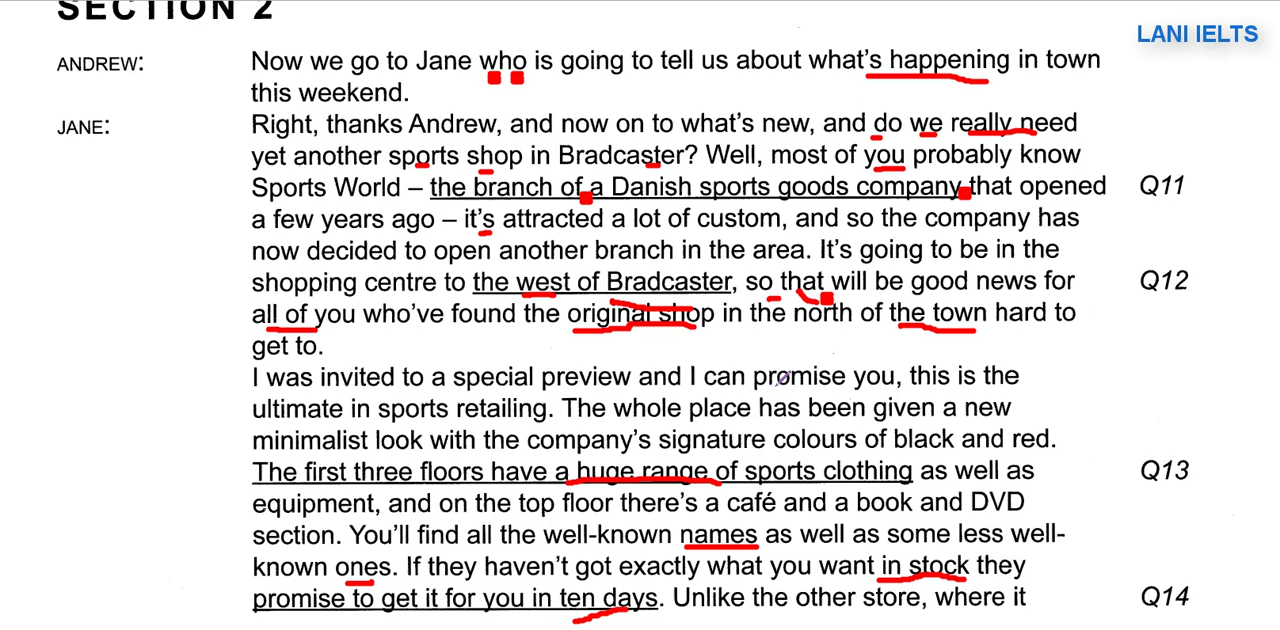 SECTION 2
LANI IELTS
ANDREW: Now we go to Jane who is going to tell us about what's happening in town
this weekend.
JANE: Right, thanks Andrew, and now on to what's new, and do we really need
yet another sports shop in Bradcaster? Well, most of you probably know
Sports World – the branch of a Danish sports goods company that opened Q11
a few years ago – it's attracted a lot of custom, and so the company has
now decided to open another branch in the area. It's going to be in the
shopping centre to the west of Bradcaster, so that will be good news for Q12
all of you who've found the original shop in the north of the town hard to
get to.
I was invited to a special preview and I can promise you, this is the
ultimate in sports retailing. The whole place has been given a new
minimalist look with the company's signature colours of black and red.
The first three floors have a huge range of sports clothing as well as Q13
equipment, and on the top floor there's a café and a book and DVD
section. You'll find all the well-known names as well as some less well-
known ones. If they haven't got exactly what you want in stock they
promise to get it for you in ten days. Unlike the other store, where it Q14